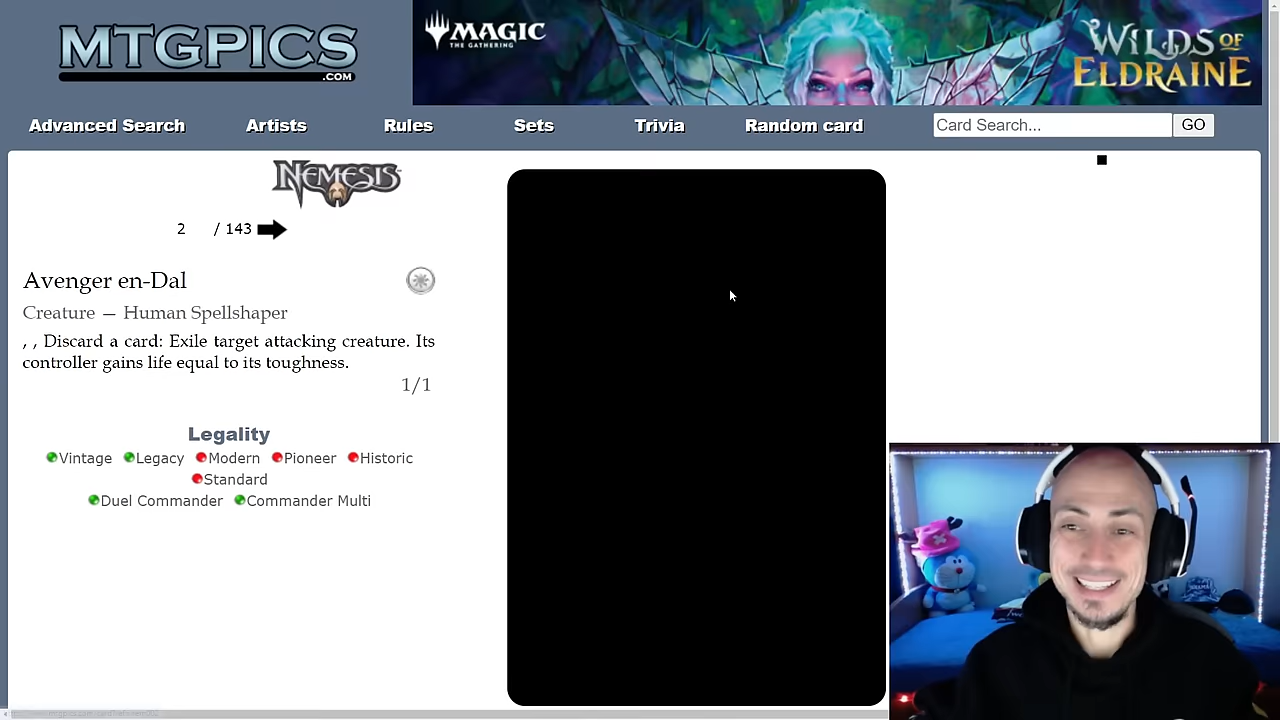 MTGPICS
.COM
MAGIC
THE GATHERING
WILDS OF
ELDRAINE
Advanced Search Artists Rules Sets Trivia Random card Card Search... GO
NEMESIS
2 / 143
Avenger en-Dal
Creature — Human Spellshaper
, , Discard a card: Exile target attacking creature. Its
controller gains life equal to its toughness.
1/1
Legality
Vintage Legacy Modern Pioneer Historic
Standard
Duel Commander Commander Multi